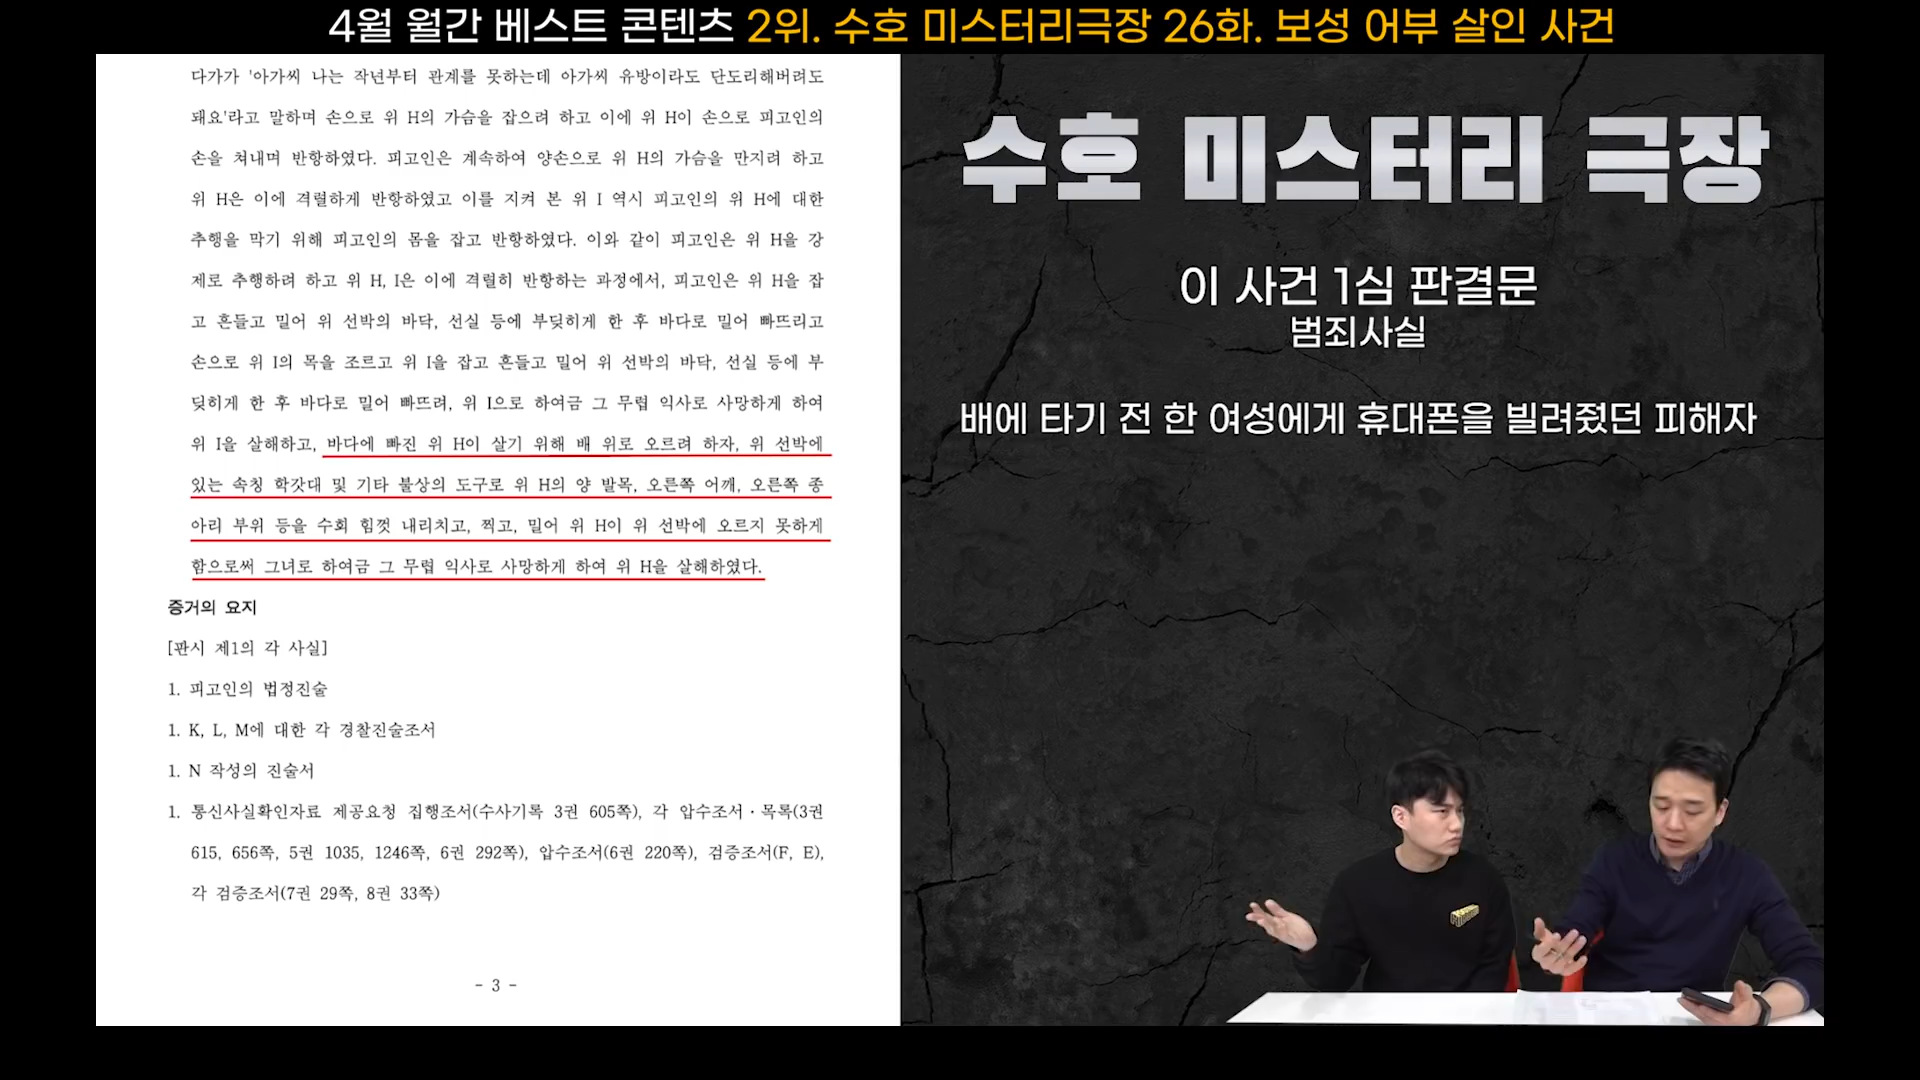 4월 월간 베스트 콘텐츠 2위. 수호 미스터리극장 26화. 보성 어부 살인 사건
다가가 '아가씨 나는 작년부터 관계를 못하는데 아가씨 유방이라도 단도리해버려도
돼요'라고 말하며 손으로 위 H의 가슴을 잡으려 하고 이에 위 H이 손으로 피고인의
손을 쳐내며 반항하였다. 피고인은 계속하여 양손으로 위 H의 가슴을 만지려 하고
위 H은 이에 격렬하게 반항하였고 이를 지켜 본 위 I 역시 피고인의 위 H에 대한
추행을 막기 위해 피고인의 몸을 잡고 반항하였다. 이와 같이 피고인은 위 H을 강
제로 추행하려 하고 위 H, I은 이에 격렬히 반항하는 과정에서, 피고인은 위 H을 잡
고 흔들고 밀어 위 선박의 바닥, 선실 등에 부딪히게 한 후 바다로 밀어 빠뜨리고
손으로 위 I의 목을 조르고 위 I을 잡고 흔들고 밀어 위 선박의 바닥, 선실 등에 부
딪히게 한 후 바다로 밀어 빠뜨려, 위 I으로 하여금 그 무렵 익사로 사망하게 하여
위 I을 살해하고, 바다에 빠진 위 H이 살기 위해 배 위로 오르려 하자, 위 선박에
있는 속칭 학갓대 및 기타 불상의 도구로 위 H의 양 발목, 오른쪽 어깨, 오른쪽 종
아리 부위 등을 수회 힘껏 내리치고, 찍고, 밀어 위 H이 위 선박에 오르지 못하게
함으로써 그녀로 하여금 그 무렵 익사로 사망하게 하여 위 H을 살해하였다.
증거의 요지
[판시 제1의 각 사실]
1. 피고인의 법정진술
1. K, L, M에 대한 각 경찰진술조서
1. N 작성의 진술서
1. 통신사실확인자료 제공요청 집행조서(수사기록 3권 605쪽), 각 압수조서·목록(3권
615, 656쪽, 5권 1035, 1246쪽, 6권 292쪽), 압수조서(6권 220쪽), 검증조서(F, E),
각 검증조서(7권 29쪽, 8권 33쪽)
- 3 -
수호 미스터리 극장
이 사건 1심 판결문
범죄사실
배에 타기 전 한 여성에게 휴대폰을 빌려줬던 피해자